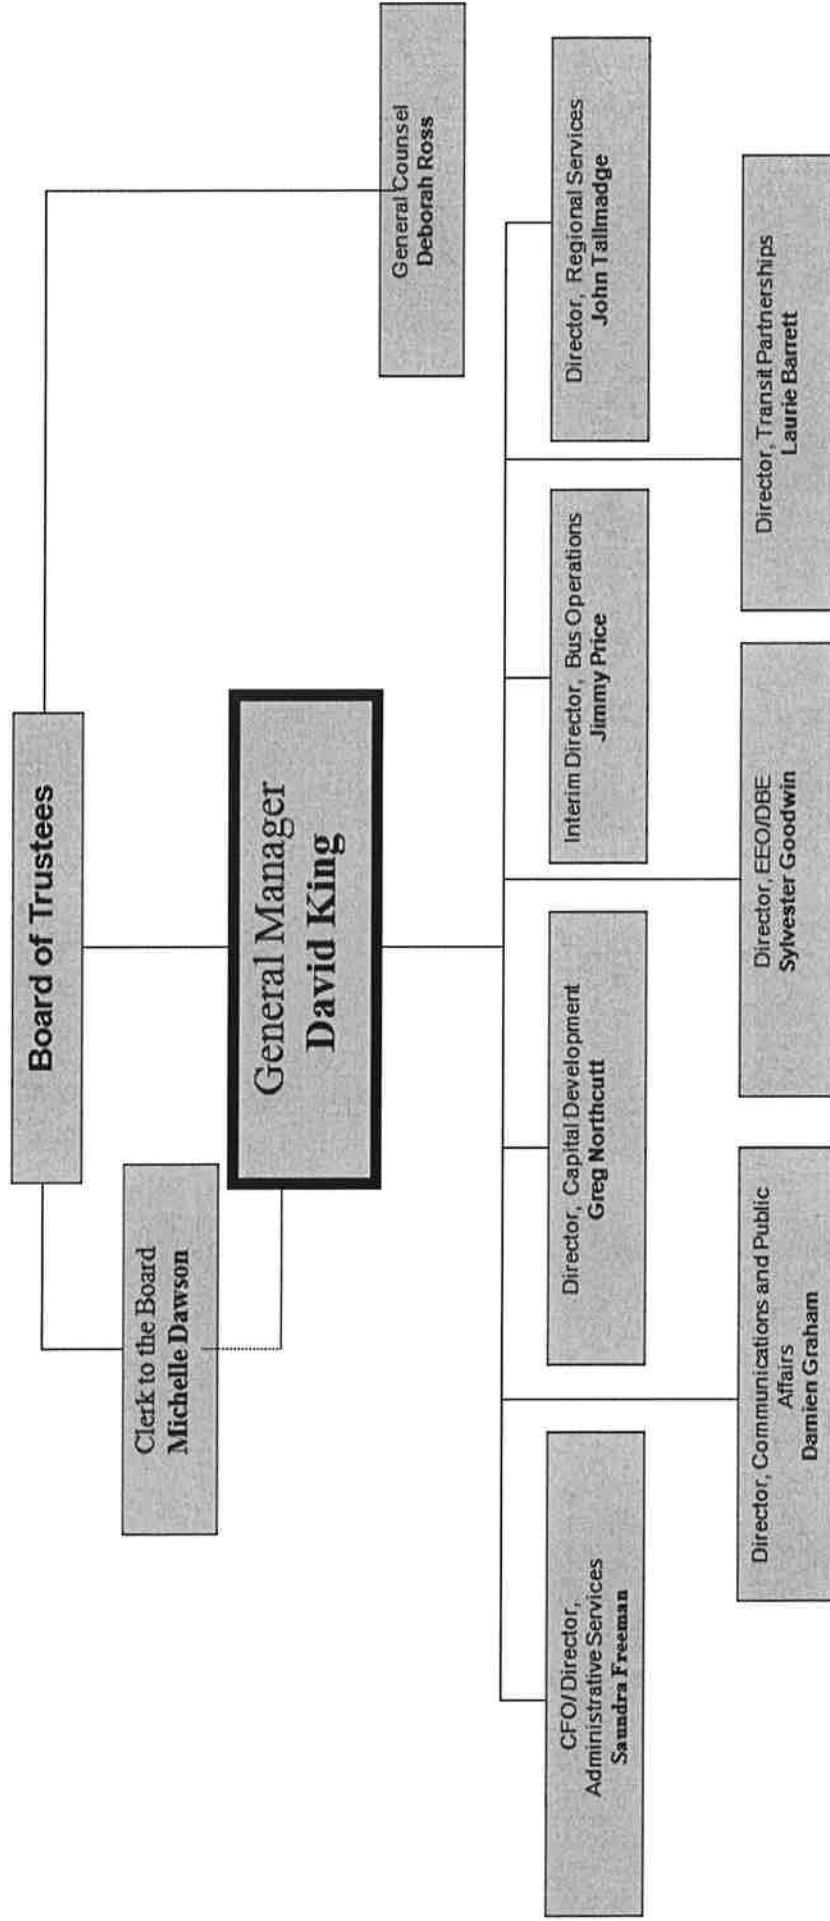 Board of Trustees
Clerk to the Board
Michelle Dawson
General Manager
David King
General Counsel
Deborah Ross
CFO/Director,
Administrative Services
Saundra Freeman
Director, Capital Development
Greg Northcutt
Interim Director, Bus Operations
Jimmy Price
Director, Regional Services
John Tallmadge
Director, Communications and Public
Affairs
Damien Graham
Director, EEO/DBE
Sylvester Goodwin
Director, Transit Partnerships
Laurie Barrett